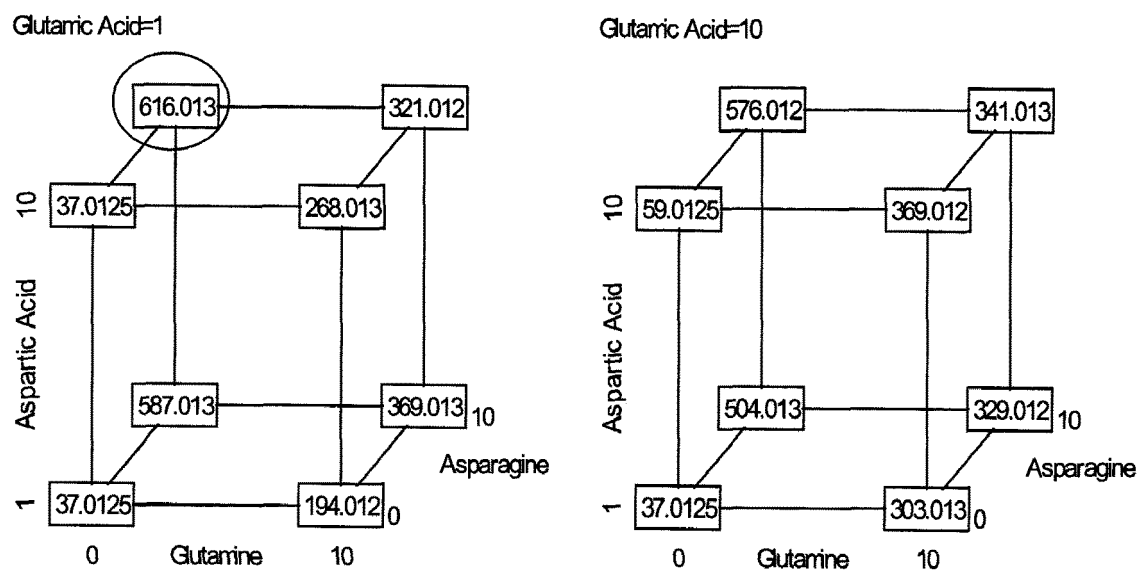 Glutamic Acid=1
616.013 321.012
10 37.0125 268.013
Aspartic Acid
587.013 369.013 10
Asparagine
1 37.0125 194.012 0
0 Glutamine 10
Glutamic Acid=10
576.012 341.013
10 59.0125 369.012
Aspartic Acid
504.013 329.012 10
Asparagine
1 37.0125 303.013 0
0 Glutamine 10